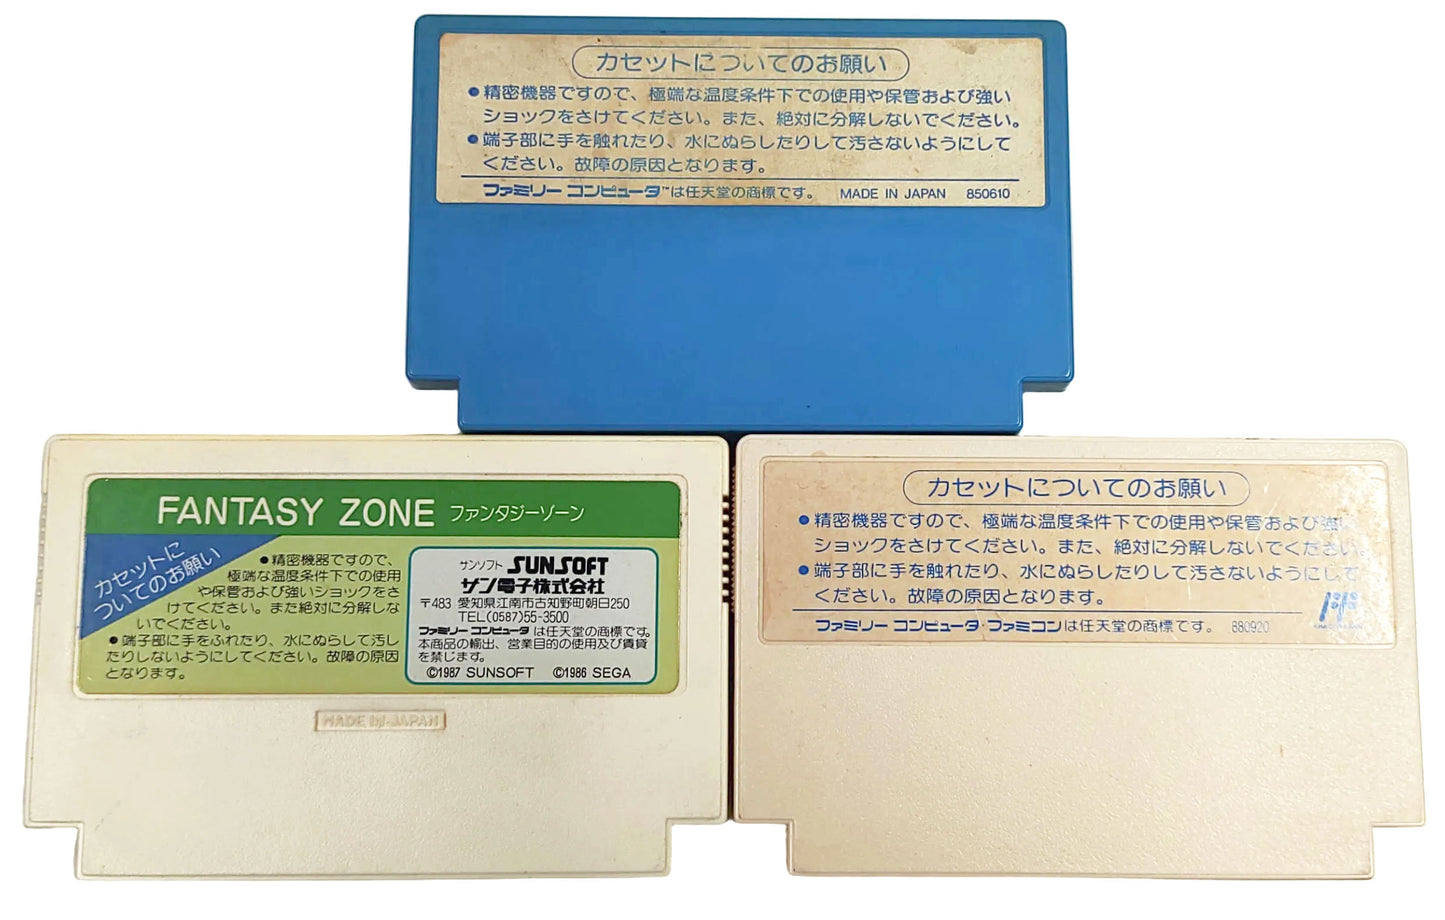 カセットについてのお願い
●精密機器ですので、極端な温度条件下での使用や保管および強い
ショックをさけてください。また、絶対に分解しないでください。
●端子部に手を触れたり、水にぬらしたりして汚さないようにして
ください。故障の原因となります。
ファミリー コンピュータ™は任天堂の商標です。 MADE IN JAPAN 850610
FANTASY ZONE ファンタジーゾーン
カセットに
ついてのお願い
●精密機器ですので、
極端な温度条件下での使用
や保管および強いショックをさ
けてください。また絶対に分解しな
いでください。
●端子部に手をふれたり、水にぬらして汚し
たりしないようにしてください。故障の原因
となります。
サンソフト SUNSOFT
サン電子株式会社
〒483 愛知県江南市古知野町朝日250
TEL(0587)55-3500
ファミリー コンピュータ は任天堂の商標です。
本商品の輸出、営業目的の使用及び賃貸
を禁じます。
©1987 SUNSOFT ©1986 SEGA
MADE IN JAPAN
カセットについてのお願い
●精密機器ですので、極端な温度条件下での使用や保管および強い
ショックをさけてください。また、絶対に分解しないでください。
●端子部に手を触れたり、水にぬらしたりして汚さないようにして
ください。故障の原因となります。
ファミリー コンピュータ・ファミコンは任天堂の商標です。 880920